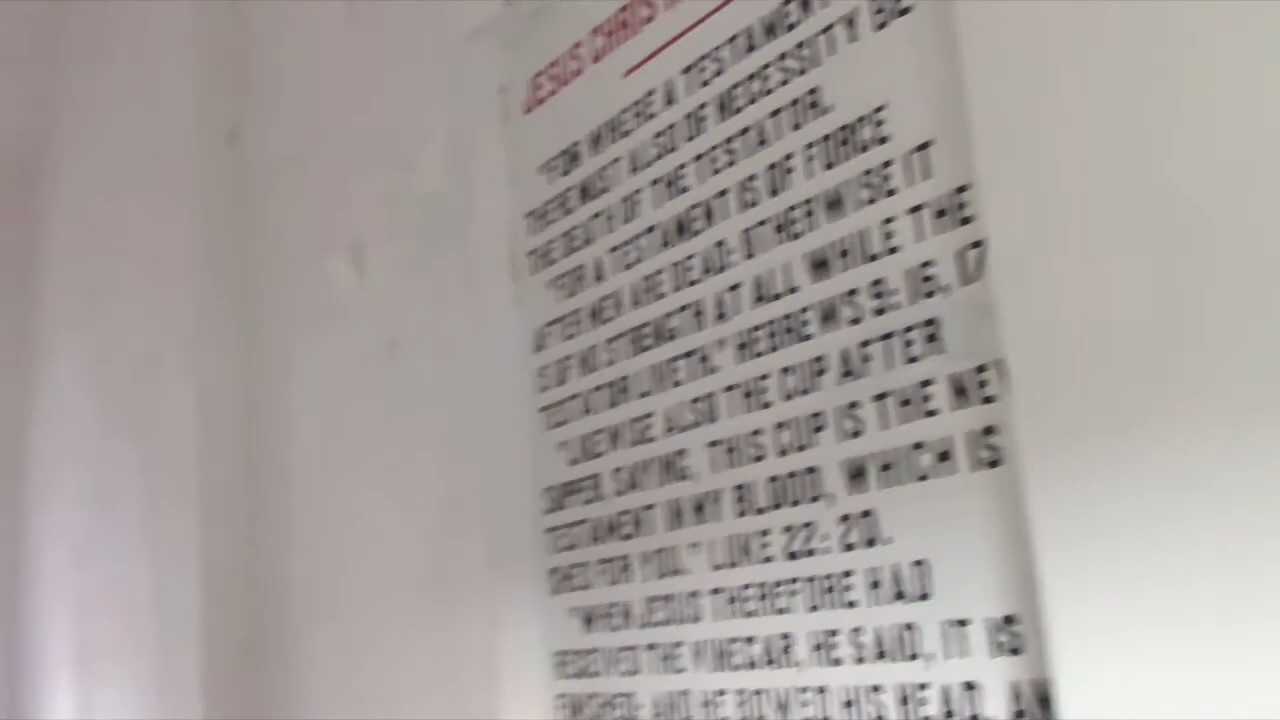 JESUS CHRIST
"FOR WHERE A TESTAMENT
THERE MUST ALSO OF NECESSITY BE
THE DEATH OF THE TESTATOR.
"FOR A TESTAMENT IS OF FORCE
AFTER MEN ARE DEAD: OTHERWISE IT
IS OF NO STRENGTH AT ALL WHILE THE
TESTATOR LIVETH." HEBREWS 9:16, 17
"LIKEWISE ALSO THE CUP AFTER
SUPPER, SAYING, THIS CUP IS THE NEW
TESTAMENT IN MY BLOOD, WHICH IS
SHED FOR YOU." LUKE 22:20.
"WHEN JESUS THEREFORE HAD
RECEIVED THE VINEGAR, HE SAID, IT IS
FINISHED: AND HE BOWED HIS HEAD, AN